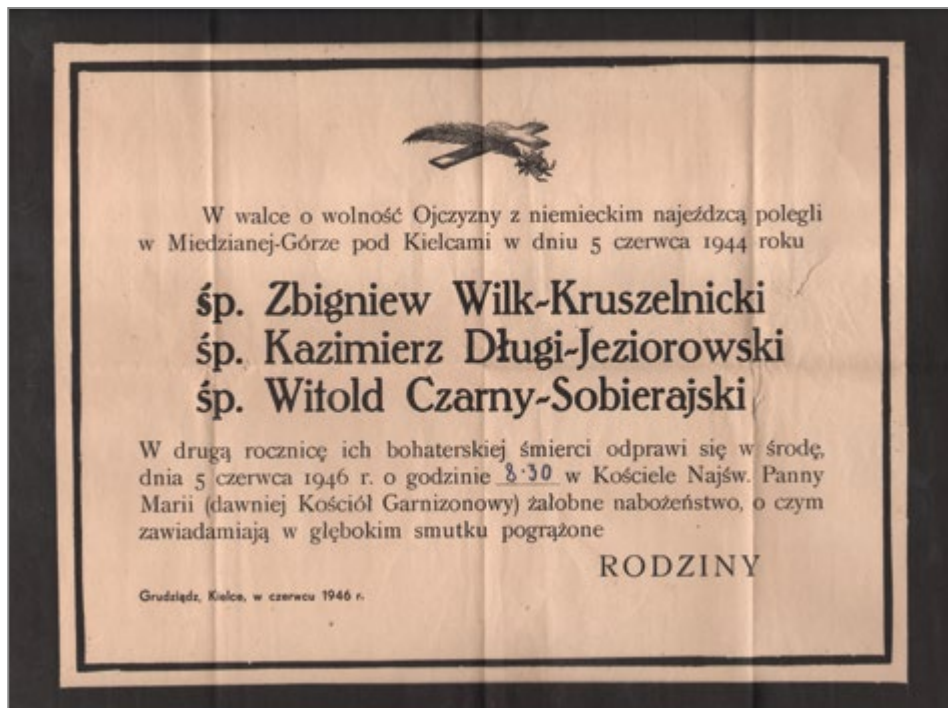 W walce o wolność Ojczyzny z niemieckim najeźdzcą polegli
w Miedzianej-Górze pod Kielcami w dniu 5 czerwca 1944 roku
śp. Zbigniew Wilk-Kruszelnicki
śp. Kazimierz Długi-Jeziorowski
śp. Witold Czarny-Sobierajski
W drugą rocznicę ich bohaterskiej śmierci odprawi się w środę,
dnia 5 czerwca 1946 r. o godzinie 8·30 w Kościele Najśw. Panny
Marii (dawniej Kościół Garnizonowy) żałobne nabożeństwo, o czym
zawiadamiają w głębokim smutku pogrążone
RODZINY
Grudziądz, Kielce, w czerwcu 1946 r.